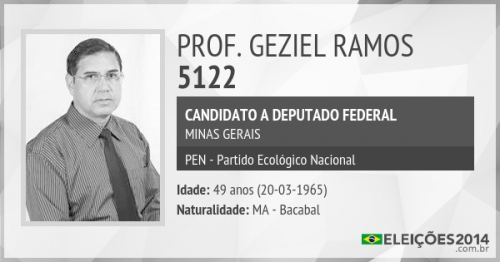 PROF. GEZIEL RAMOS
5122
CANDIDATO A DEPUTADO FEDERAL
MINAS GERAIS
PEN - Partido Ecológico Nacional
Idade: 49 anos (20-03-1965)
Naturalidade: MA - Bacabal
ELEIÇÕES2014
.com.br